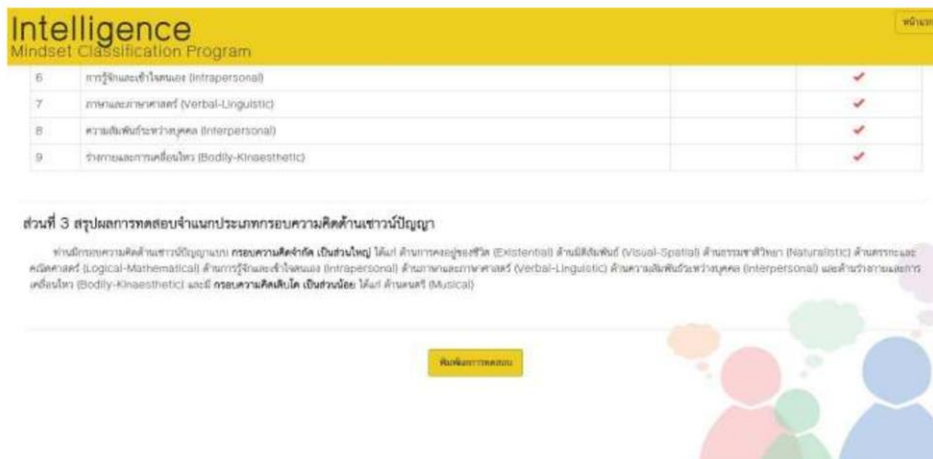 Intelligence
หน้าแรก
Mindset Classification Program
6 การรู้จักและเข้าใจตนเอง (Intrapersonal)
7 ภาษาและภาษาศาสตร์ (Verbal-Linguistic)
8 ความสัมพันธ์ระหว่างบุคคล (Interpersonal)
9 ร่างกายและการเคลื่อนไหว (Bodily-Kinaesthetic)
ส่วนที่ 3 สรุปผลการทดสอบจำแนกประเภทกรอบความคิดด้านเชาวน์ปัญญา
ท่านมีกรอบความคิดด้านเชาวน์ปัญญาแบบ กรอบความคิดจำกัด เป็นส่วนใหญ่ ได้แก่ ด้านการคงอยู่ของชีวิต (Existential) ด้านมิติสัมพันธ์ (Visual-Spatial) ด้านธรรมชาติวิทยา (Naturalistic) ด้านตรรกะและ
คณิตศาสตร์ (Logical-Mathematical) ด้านการรู้จักและเข้าใจตนเอง (Intrapersonal) ด้านภาษาและภาษาศาสตร์ (Verbal-Linguistic) ด้านความสัมพันธ์ระหว่างบุคคล (Interpersonal) และด้านร่างกายและการ
เคลื่อนไหว (Bodily-Kinaesthetic) และมี กรอบความคิดเติบโต เป็นส่วนน้อย ได้แก่ ด้านดนตรี (Musical)
พิมพ์ผลการทดสอบ